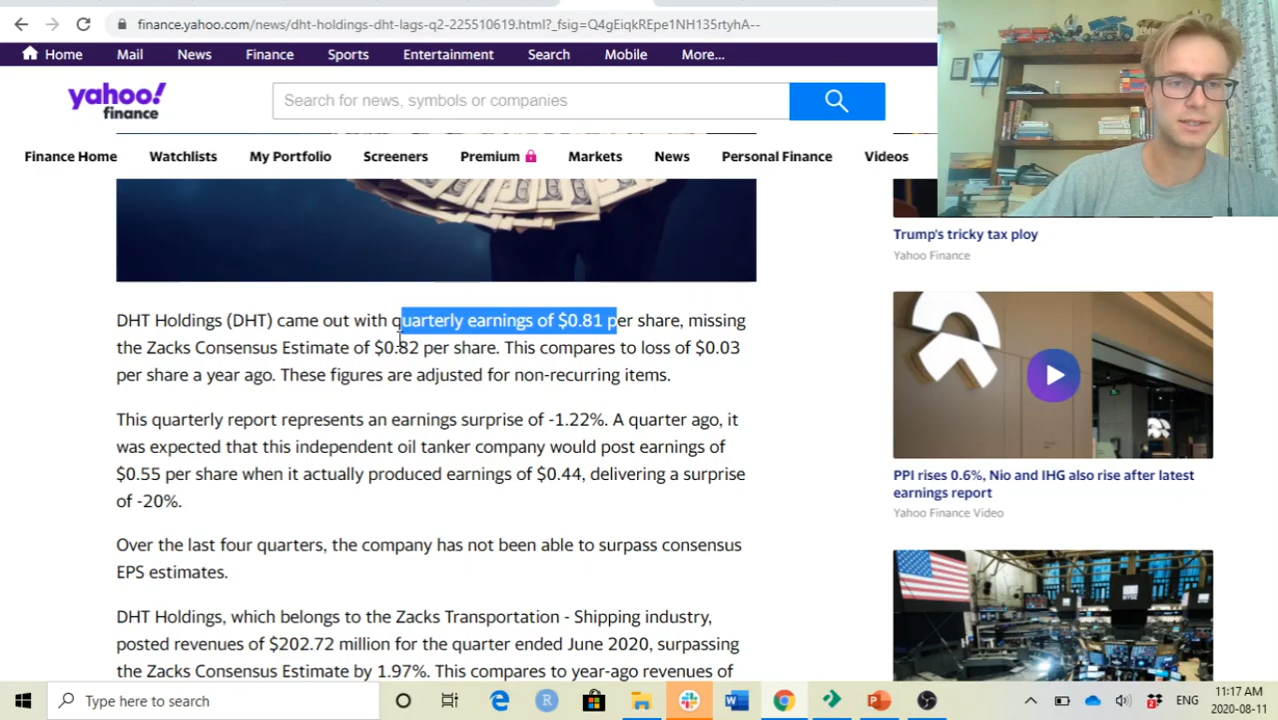 finance.yahoo.com/news/dht-holdings-dht-lags-q2-225510619.html?_fsig=Q4gEiqkREpe1NH135rtyhA--
Home Mail News Finance Sports Entertainment Search Mobile More...
yahoo!
finance
Search for news, symbols or companies
Finance Home Watchlists My Portfolio Screeners Premium Markets News Personal Finance Videos
DHT Holdings (DHT) came out with quarterly earnings of $0.81 per share, missing
the Zacks Consensus Estimate of $0.82 per share. This compares to loss of $0.03
per share a year ago. These figures are adjusted for non-recurring items.
This quarterly report represents an earnings surprise of -1.22%. A quarter ago, it
was expected that this independent oil tanker company would post earnings of
$0.55 per share when it actually produced earnings of $0.44, delivering a surprise
of -20%.
Over the last four quarters, the company has not been able to surpass consensus
EPS estimates.
DHT Holdings, which belongs to the Zacks Transportation - Shipping industry,
posted revenues of $202.72 million for the quarter ended June 2020, surpassing
the Zacks Consensus Estimate by 1.97%. This compares to year-ago revenues of
Trump's tricky tax ploy
Yahoo Finance
PPI rises 0.6%, Nio and IHG also rise after latest
earnings report
Yahoo Finance Video
Type here to search
ENG
11:17 AM
2020-08-11